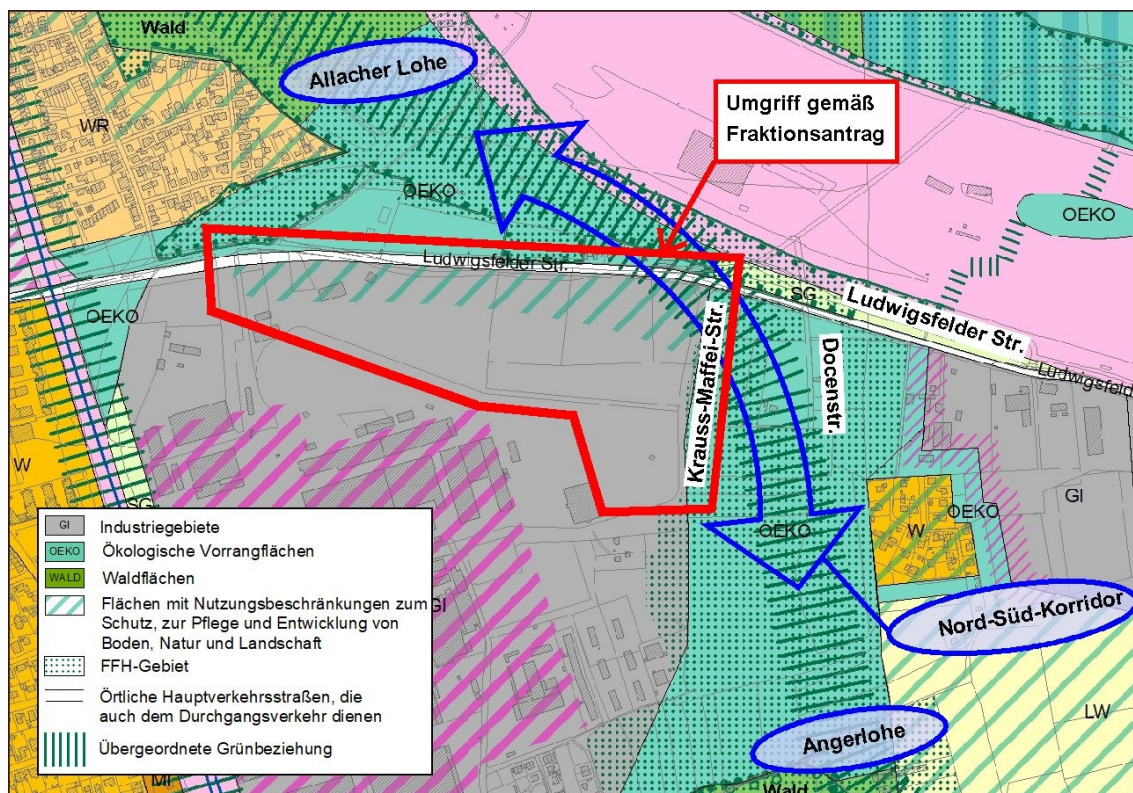 Wald
Allacher Lohe
Umgriff gemäß
Fraktionsantrag
WR
OEKO
OEKO
Ludwigsfelder Str.
SG
Ludwigsfelder Str.
Ludwigsfeld
OEKO
Krauss-Maffei-Str.
Docenstr.
W
SG
OEKO
W
OEKO
GI
GI
Nord-Süd-Korridor
LW
Angerlohe
Wald
MI
GI Industriegebiete
OEKO Ökologische Vorrangflächen
WALD Waldflächen
Flächen mit Nutzungsbeschränkungen zum
Schutz, zur Pflege und Entwicklung von
Boden, Natur und Landschaft
FFH-Gebiet
Örtliche Hauptverkehrsstraßen, die
auch dem Durchgangsverkehr dienen
Übergeordnete Grünbeziehung